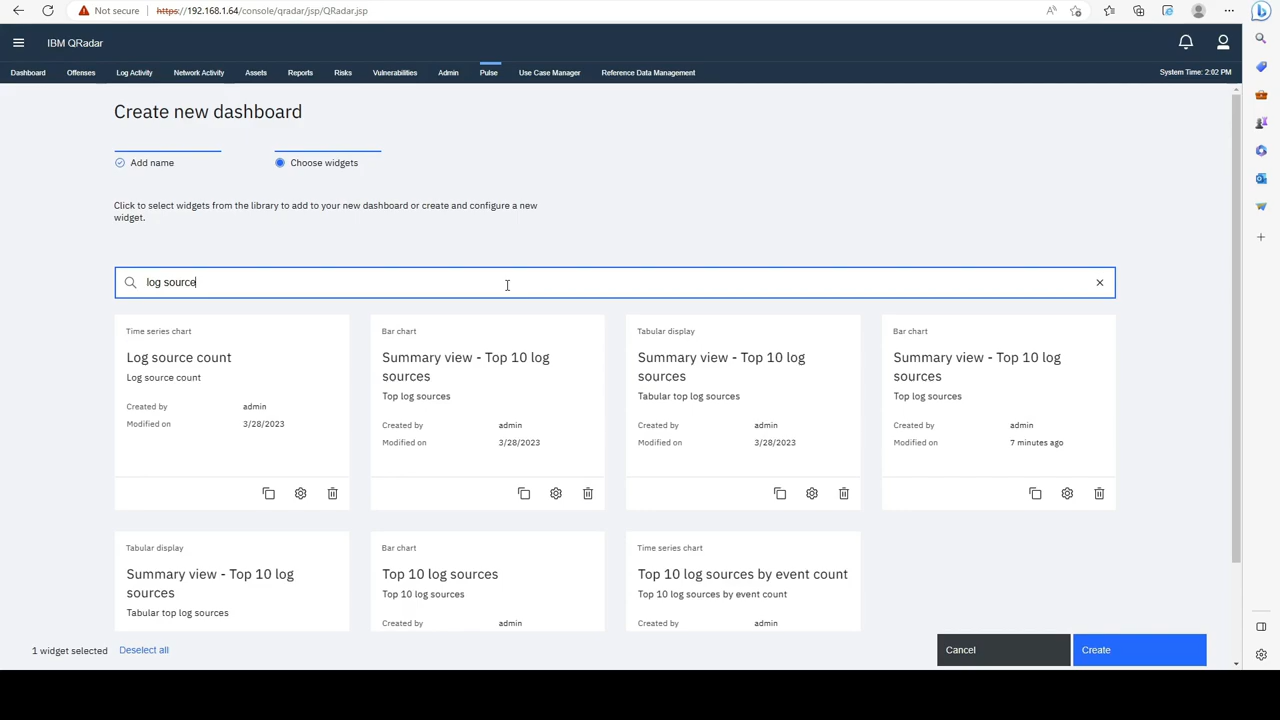 Not secure https://192.168.1.64/console/qradar/jsp/QRadar.jsp
IBM QRadar
Dashboard Offenses Log Activity Network Activity Assets Reports Risks Vulnerabilities Admin Pulse Use Case Manager Reference Data Management System Time: 2:02 PM
Create new dashboard
Add name Choose widgets
Click to select widgets from the library to add to your new dashboard or create and configure a new
widget.
log source
Time series chart
Log source count
Log source count
Created by admin
Modified on 3/28/2023
Bar chart
Summary view - Top 10 log
sources
Top log sources
Created by admin
Modified on 3/28/2023
Tabular display
Summary view - Top 10 log
sources
Tabular top log sources
Created by admin
Modified on 3/28/2023
Bar chart
Summary view - Top 10 log
sources
Top log sources
Created by admin
Modified on 7 minutes ago
Tabular display
Summary view - Top 10 log
sources
Tabular top log sources
Bar chart
Top 10 log sources
Top 10 log sources
Created by admin
Time series chart
Top 10 log sources by event count
Top 10 log sources by event count
Created by admin
1 widget selected Deselect all Cancel Create